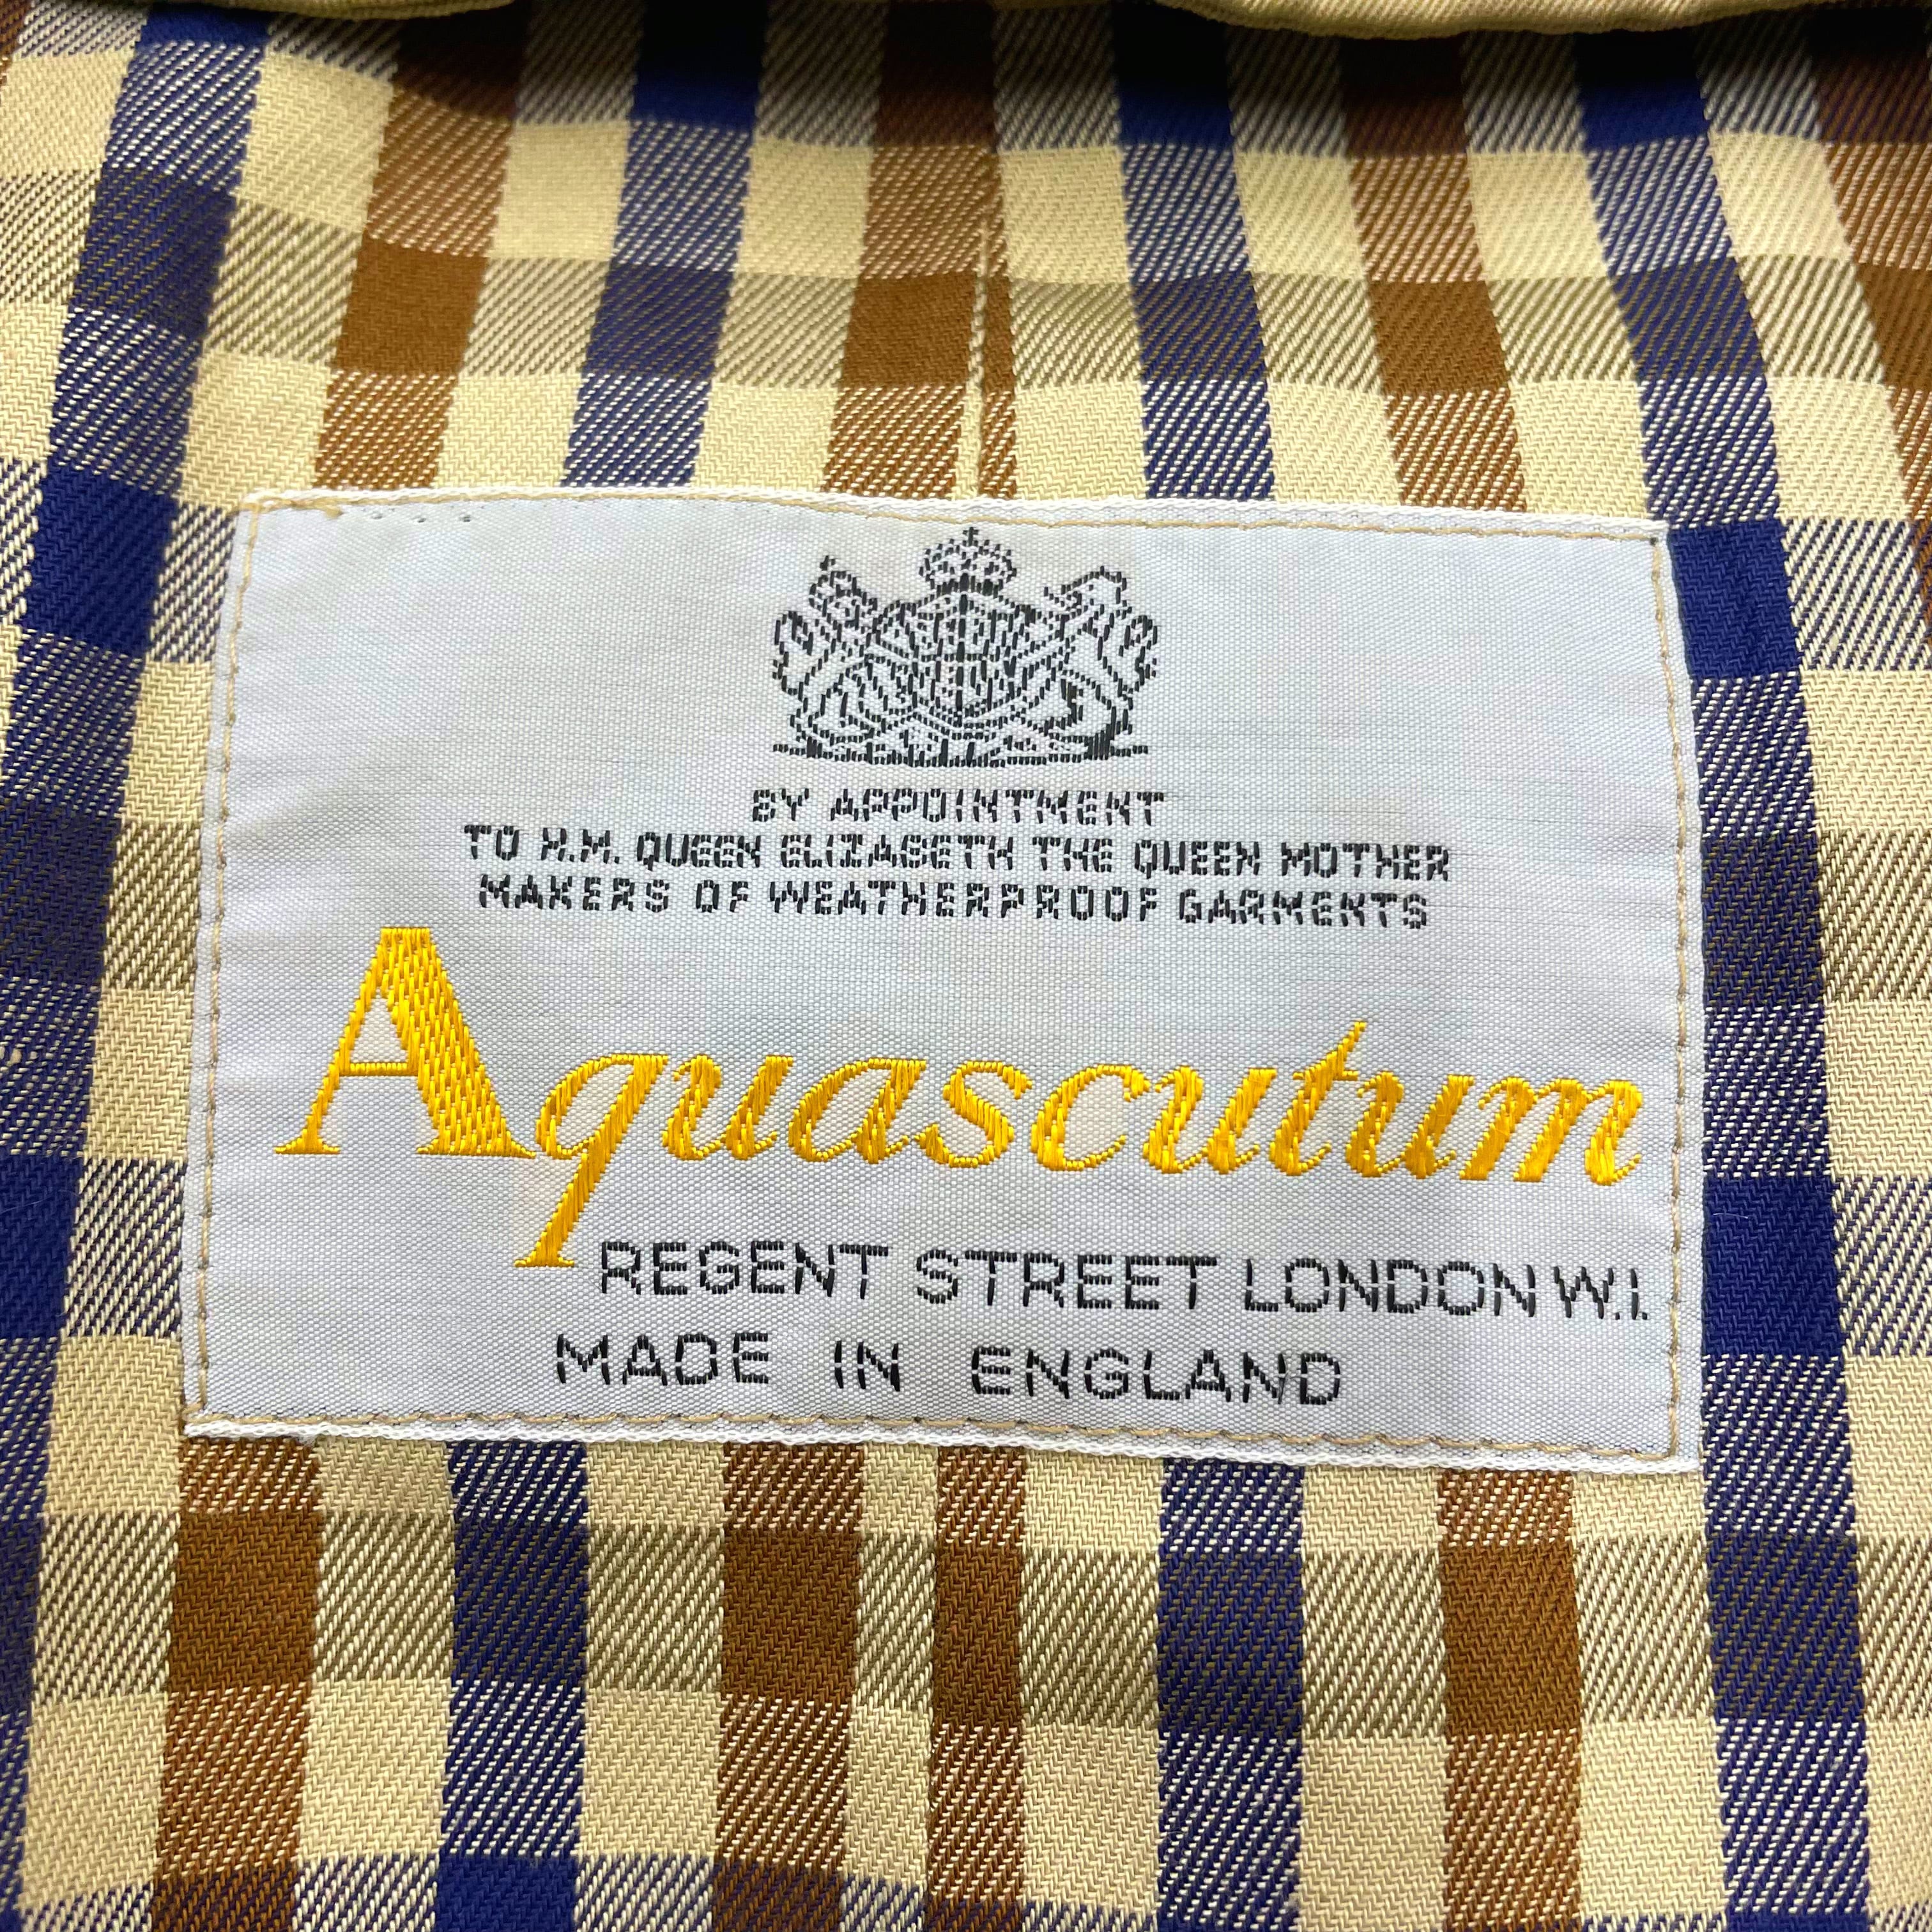 BY APPOINTMENT
TO H.M. QUEEN ELIZABETH THE QUEEN MOTHER
MAKERS OF WEATHERPROOF GARMENTS
Aquascutum
REGENT STREET LONDON W.1.
MADE IN ENGLAND